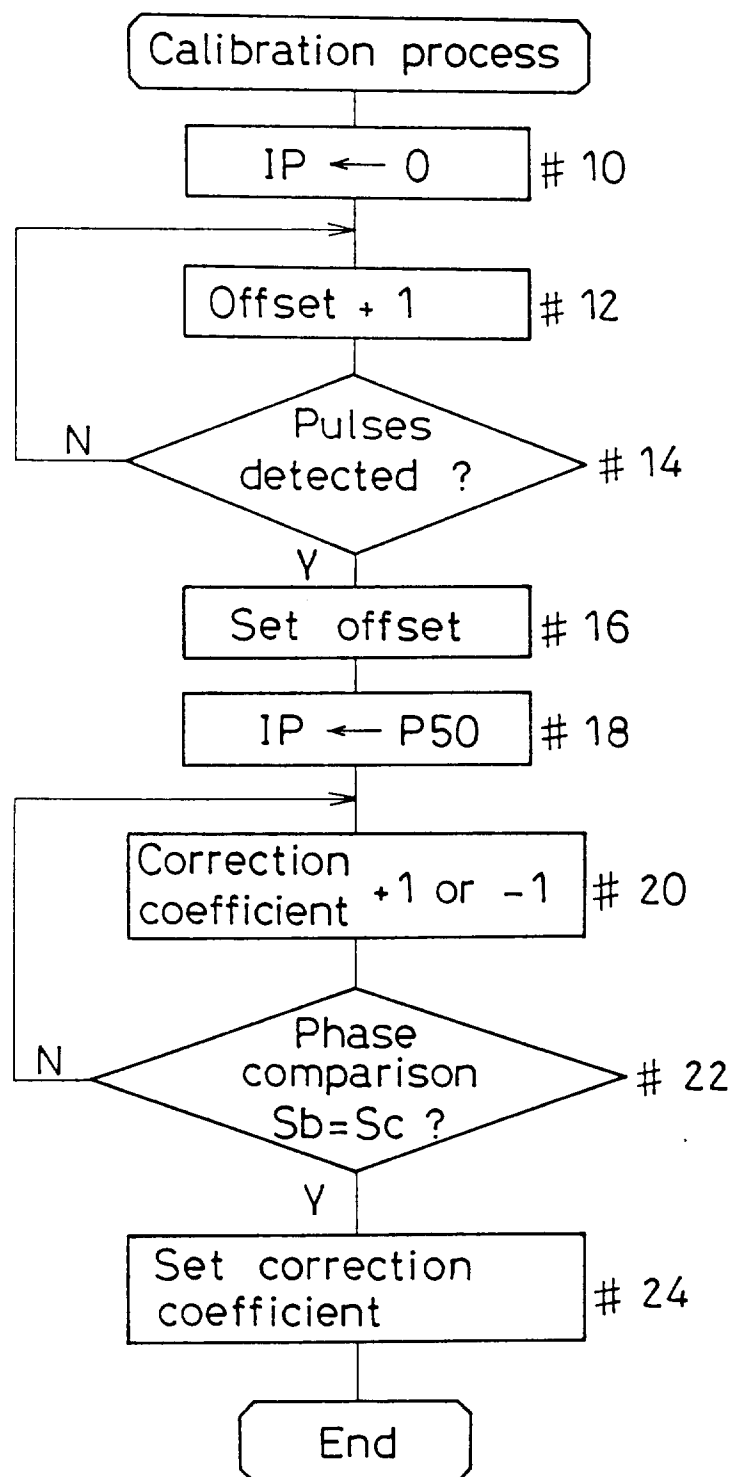 Calibration process
IP ← 0 # 10
Offset + 1 # 12
Pulses
detected ? # 14
N
Y
Set offset # 16
IP ← P50 # 18
Correction
coefficient +1 or -1 # 20
Phase
comparison # 22
Sb=Sc ?
N
Y
Set correction
coefficient # 24
End